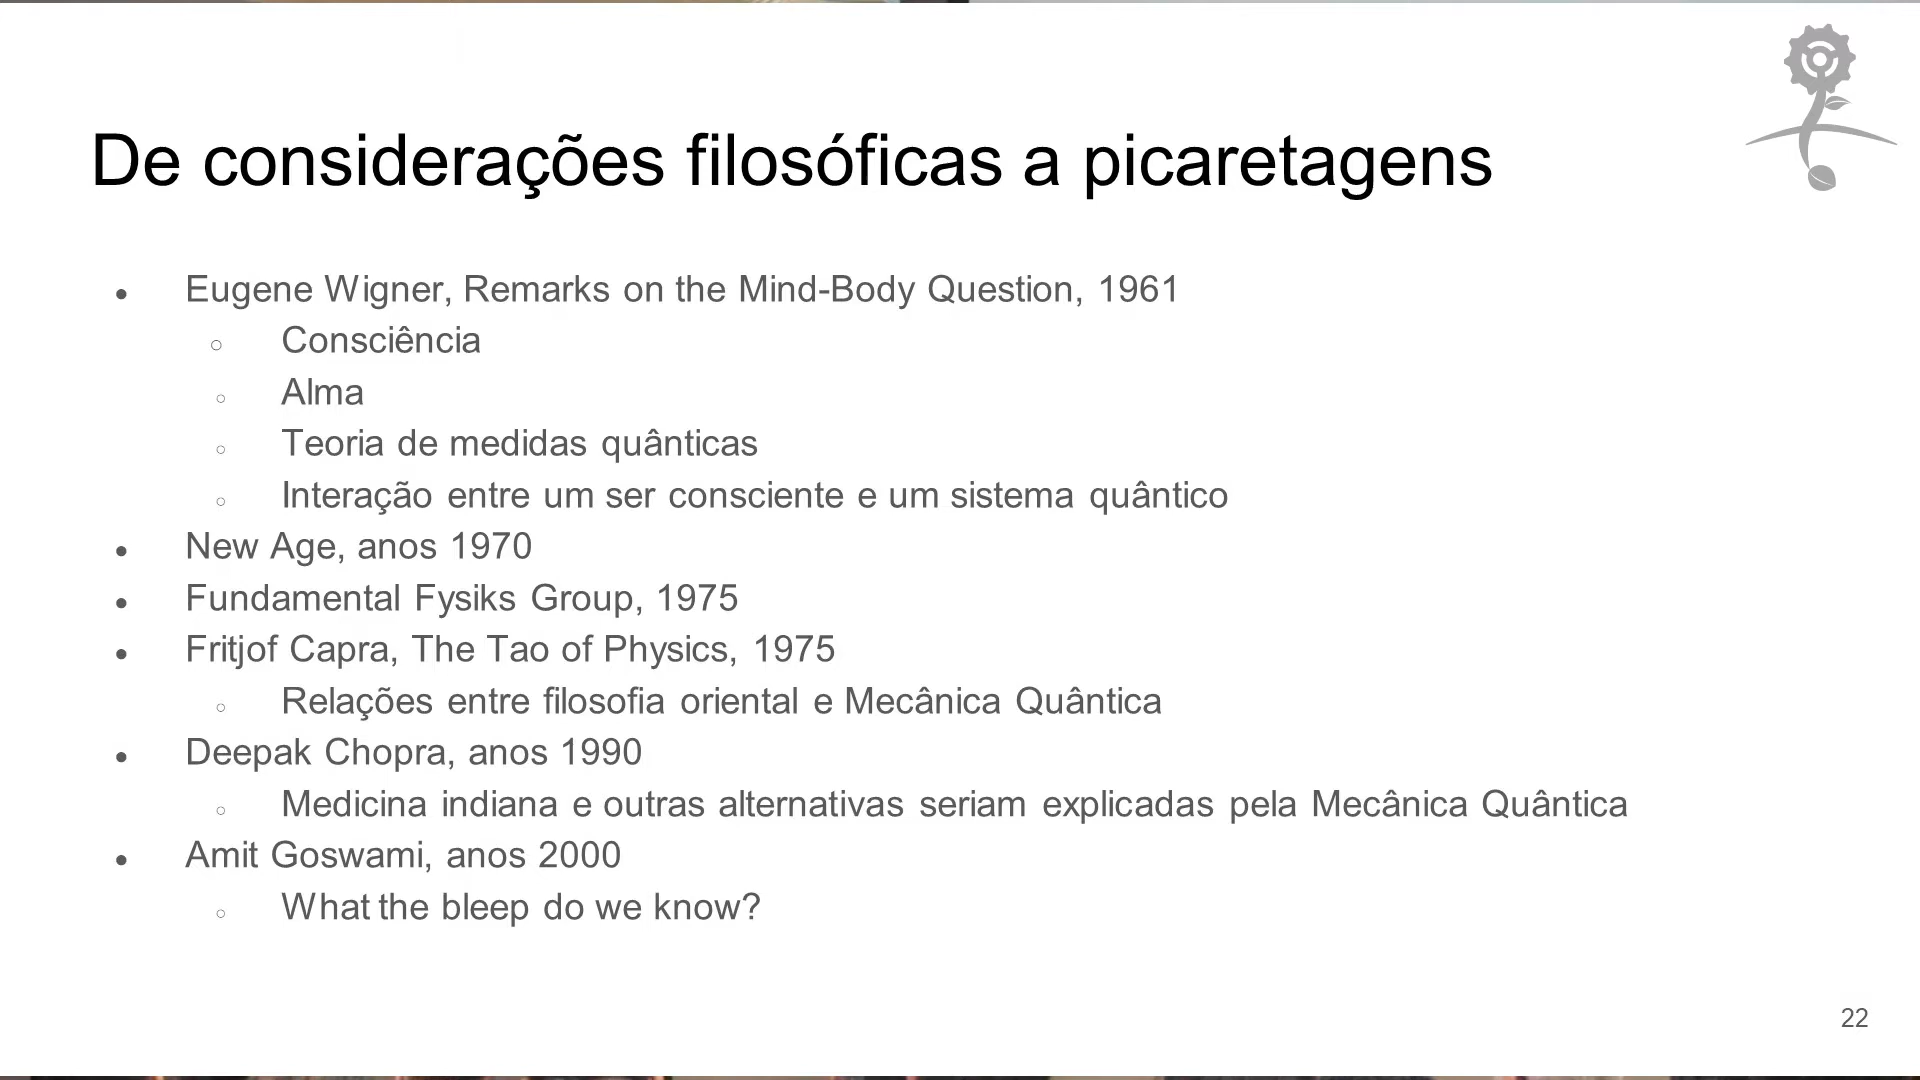 De considerações filosóficas a picaretagens
● Eugene Wigner, Remarks on the Mind-Body Question, 1961
○ Consciência
○ Alma
○ Teoria de medidas quânticas
○ Interação entre um ser consciente e um sistema quântico
● New Age, anos 1970
● Fundamental Fysiks Group, 1975
● Fritjof Capra, The Tao of Physics, 1975
○ Relações entre filosofia oriental e Mecânica Quântica
● Deepak Chopra, anos 1990
○ Medicina indiana e outras alternativas seriam explicadas pela Mecânica Quântica
● Amit Goswami, anos 2000
○ What the bleep do we know?
22